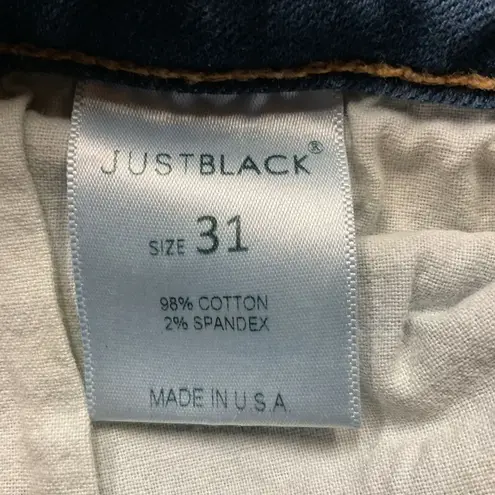 JUSTBLACK®
SIZE 31
98% COTTON
2% SPANDEX
MADE IN U.S.A